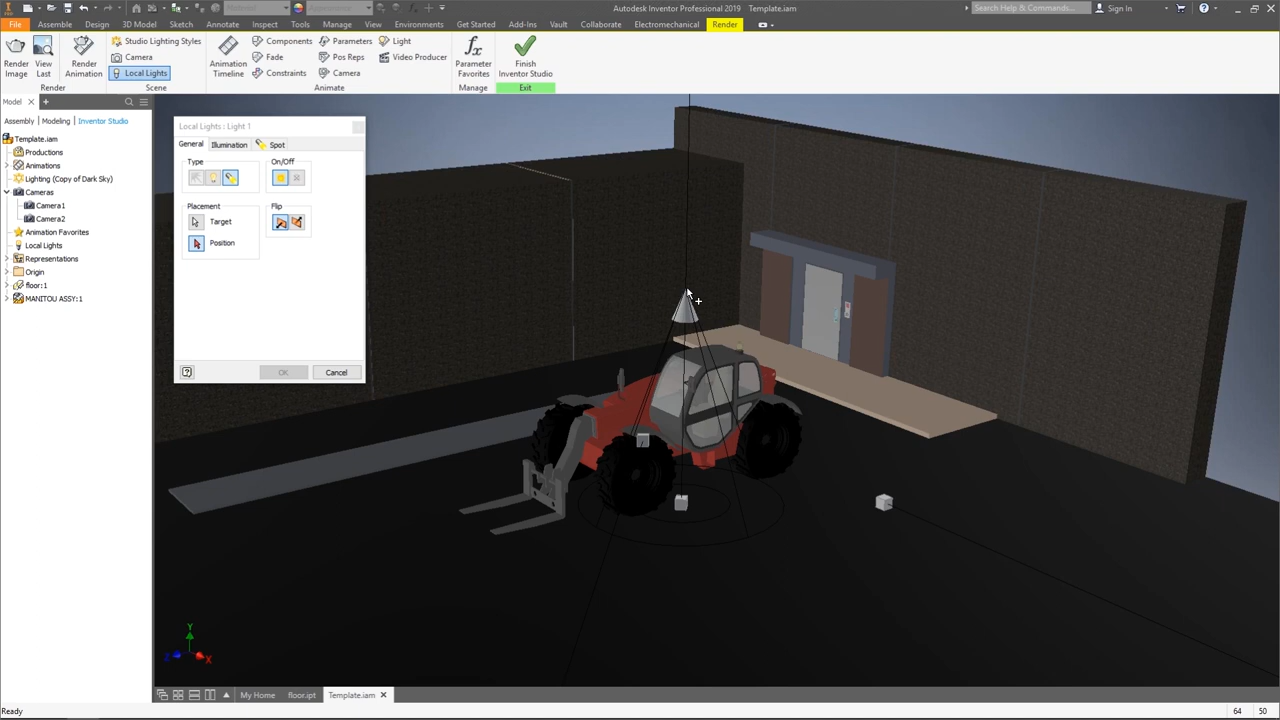 Material
Appearance
Autodesk Inventor Professional 2019 Template.iam
Search Help & Commands...
Sign In
File Assemble Design 3D Model Sketch Annotate Inspect Tools Manage View Environments Get Started Add-Ins Vault Collaborate Electromechanical Render
Render Image
View Last
Render Animation
Studio Lighting Styles
Camera
Local Lights
Animation Timeline
Components
Fade
Constraints
Parameters
Pos Reps
Camera
Light
Video Producer
Parameter Favorites
Finish Inventor Studio
Render Scene Animate Manage Exit
Model
Assembly Modeling Inventor Studio
Template.iam
Productions
Animations
Lighting (Copy of Dark Sky)
Cameras
Camera1
Camera2
Animation Favorites
Local Lights
Representations
Origin
floor:1
MANITOU ASSY:1
Local Lights : Light 1
General Illumination Spot
Type On/Off
Placement Flip
Target
Position
OK Cancel
Y
Z X
My Home floor.ipt Template.iam
Ready 64 50